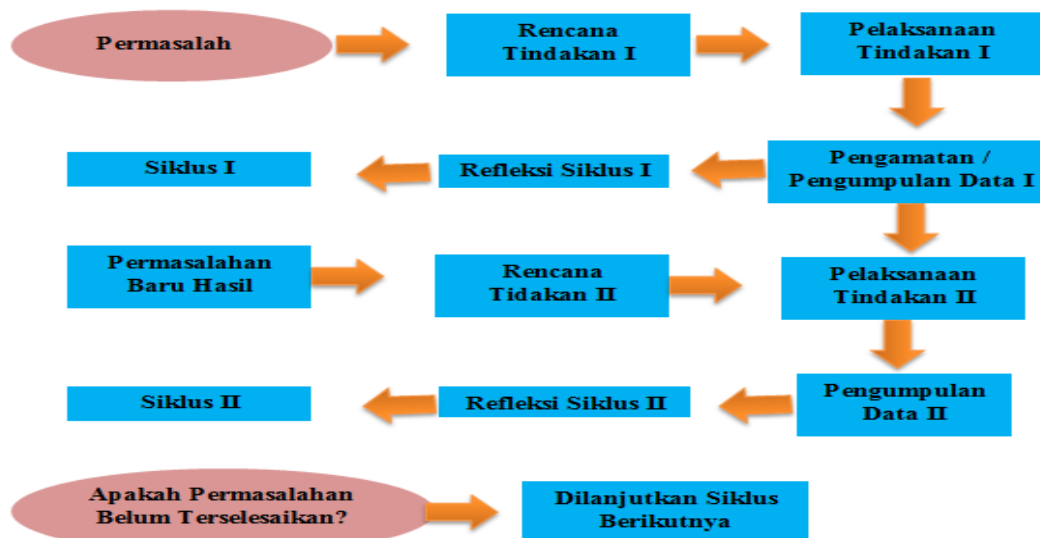 Permasalah
Rencana
Tindakan I
Pelaksanaan
Tindakan I
Siklus I
Refleksi Siklus I
Pengamatan /
Pengumpulan Data I
Permasalahan
Baru Hasil
Rencana
Tidakan II
Pelaksanaan
Tindakan II
Siklus II
Refleksi Siklus II
Pengumpulan
Data II
Apakah Permasalahan
Belum Terselesaikan?
Dilanjutkan Siklus
Berikutnya